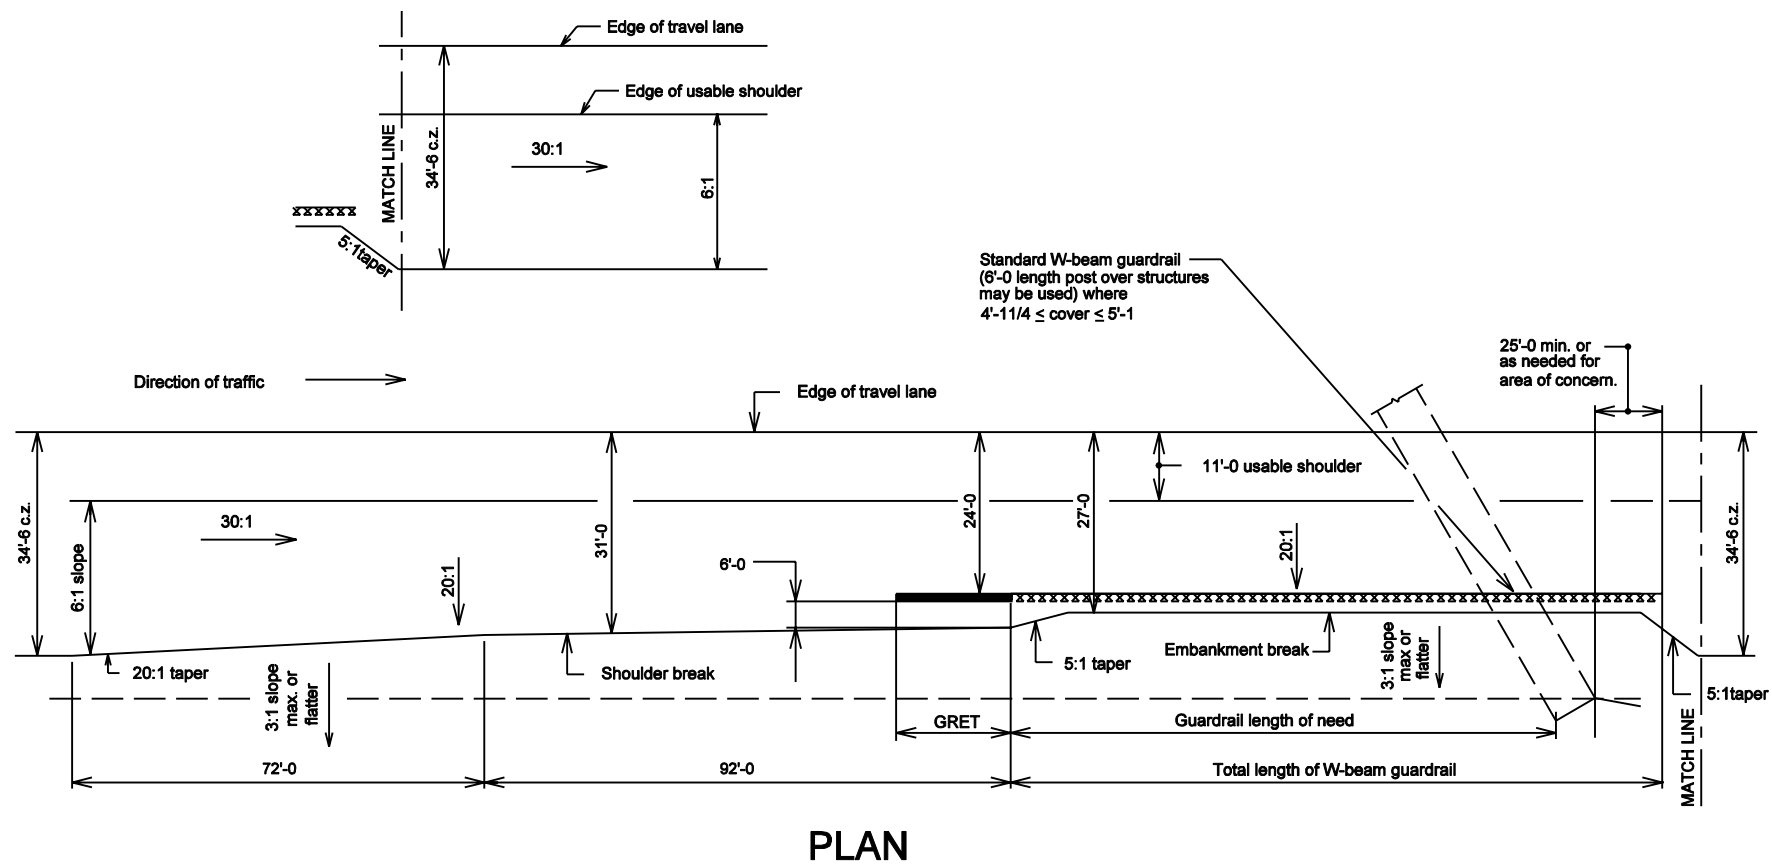 Edge of travel lane
Edge of usable shoulder
MATCH LINE
34'-6 c.z.
30:1
6:1
5:1taper
Standard W-beam guardrail
(6'-0 length post over structures
may be used) where
4'-11/4 ≤ cover ≤ 5'-1
25'-0 min. or
as needed for
area of concern.
Direction of traffic
Edge of travel lane
34'-6 c.z.
6:1 slope
30:1
20:1
31'-0
6'-0
24'-0
27'-0
11'-0 usable shoulder
20:1
34'-6 c.z.
20:1 taper
3:1 slope
max. or
flatter
Shoulder break
5:1 taper
Embankment break
3:1 slope
max or
flatter
5:1taper
GRET
Guardrail length of need
72'-0
92'-0
Total length of W-beam guardrail
MATCH LINE
PLAN